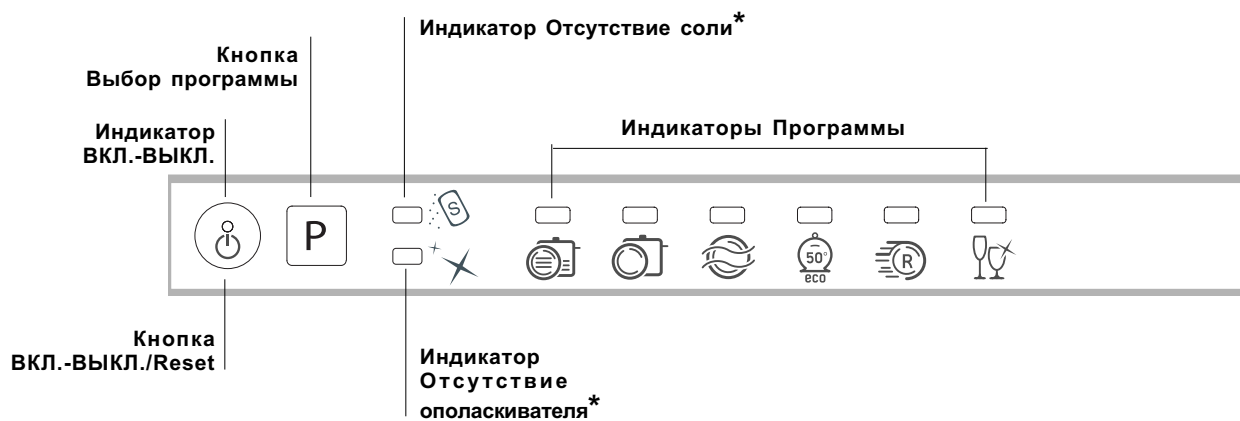 Индикатор Отсутствие соли*
Кнопка
Выбор программы
Индикатор
ВКЛ.-ВЫКЛ.
Индикаторы Программы
P
S
50°
eco
R
Кнопка
ВКЛ.-ВЫКЛ./Reset
Индикатор
Отсутствие
ополаскивателя*